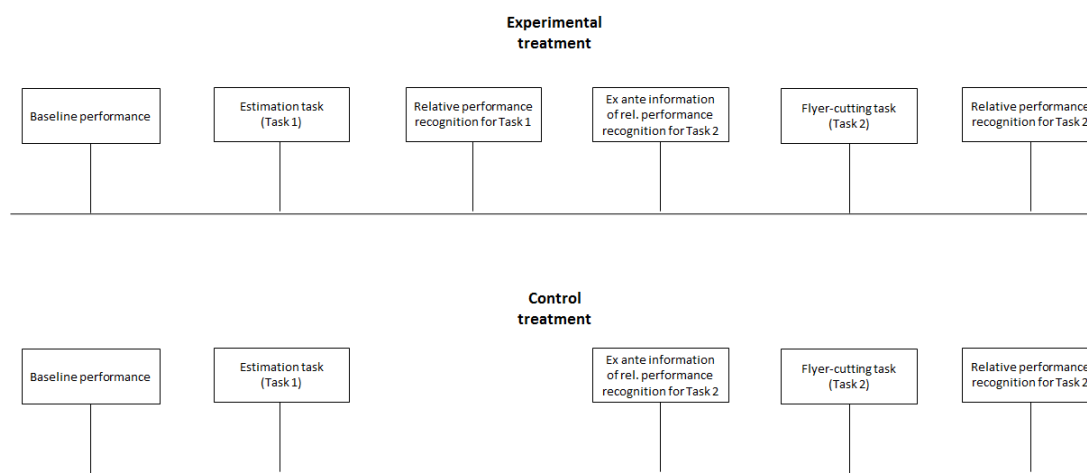 Experimental
treatment
Baseline performance
Estimation task
(Task 1)
Relative performance
recognition for Task 1
Ex ante information
of rel. performance
recognition for Task 2
Flyer-cutting task
(Task 2)
Relative performance
recognition for Task 2
Control
treatment
Baseline performance
Estimation task
(Task 1)
Ex ante information
of rel. performance
recognition for Task 2
Flyer-cutting task
(Task 2)
Relative performance
recognition for Task 2